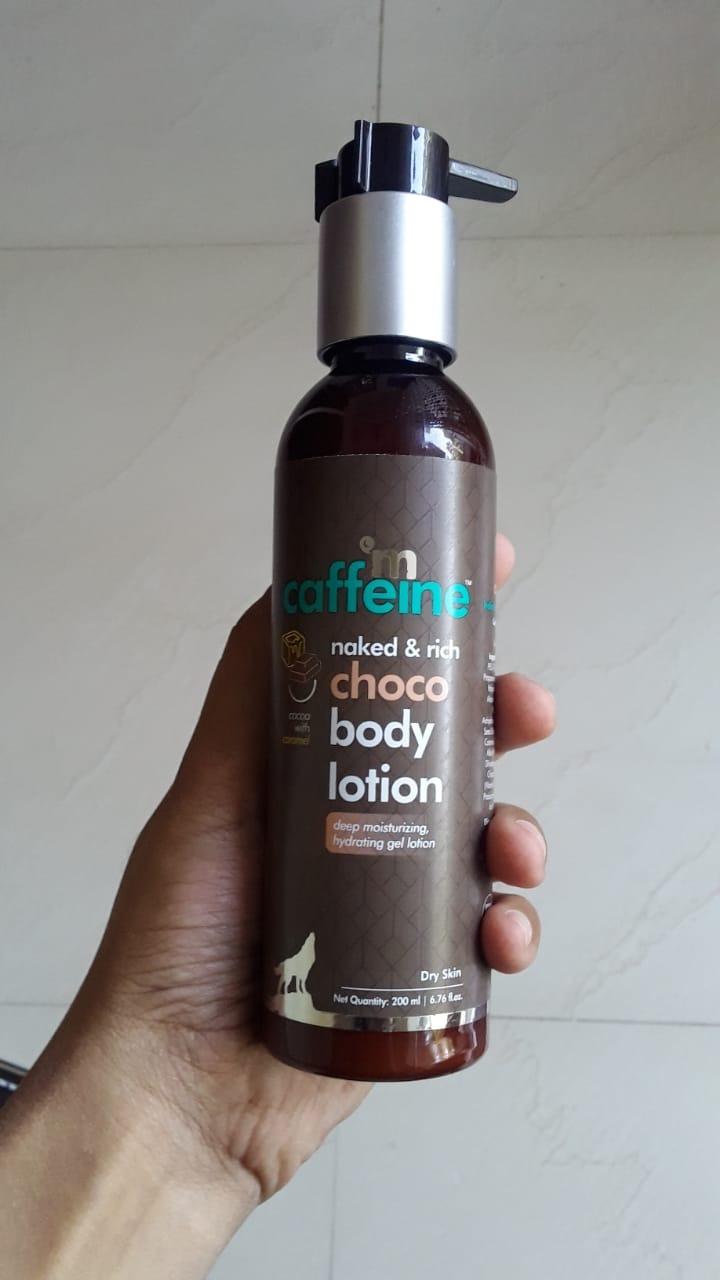 'm
caffeine™
naked & rich
choco
body
lotion
cocoa
with
caramel
deep moisturizing,
hydrating gel lotion
Dry Skin
Net Quantity: 200 ml | 6.76 fl.oz.